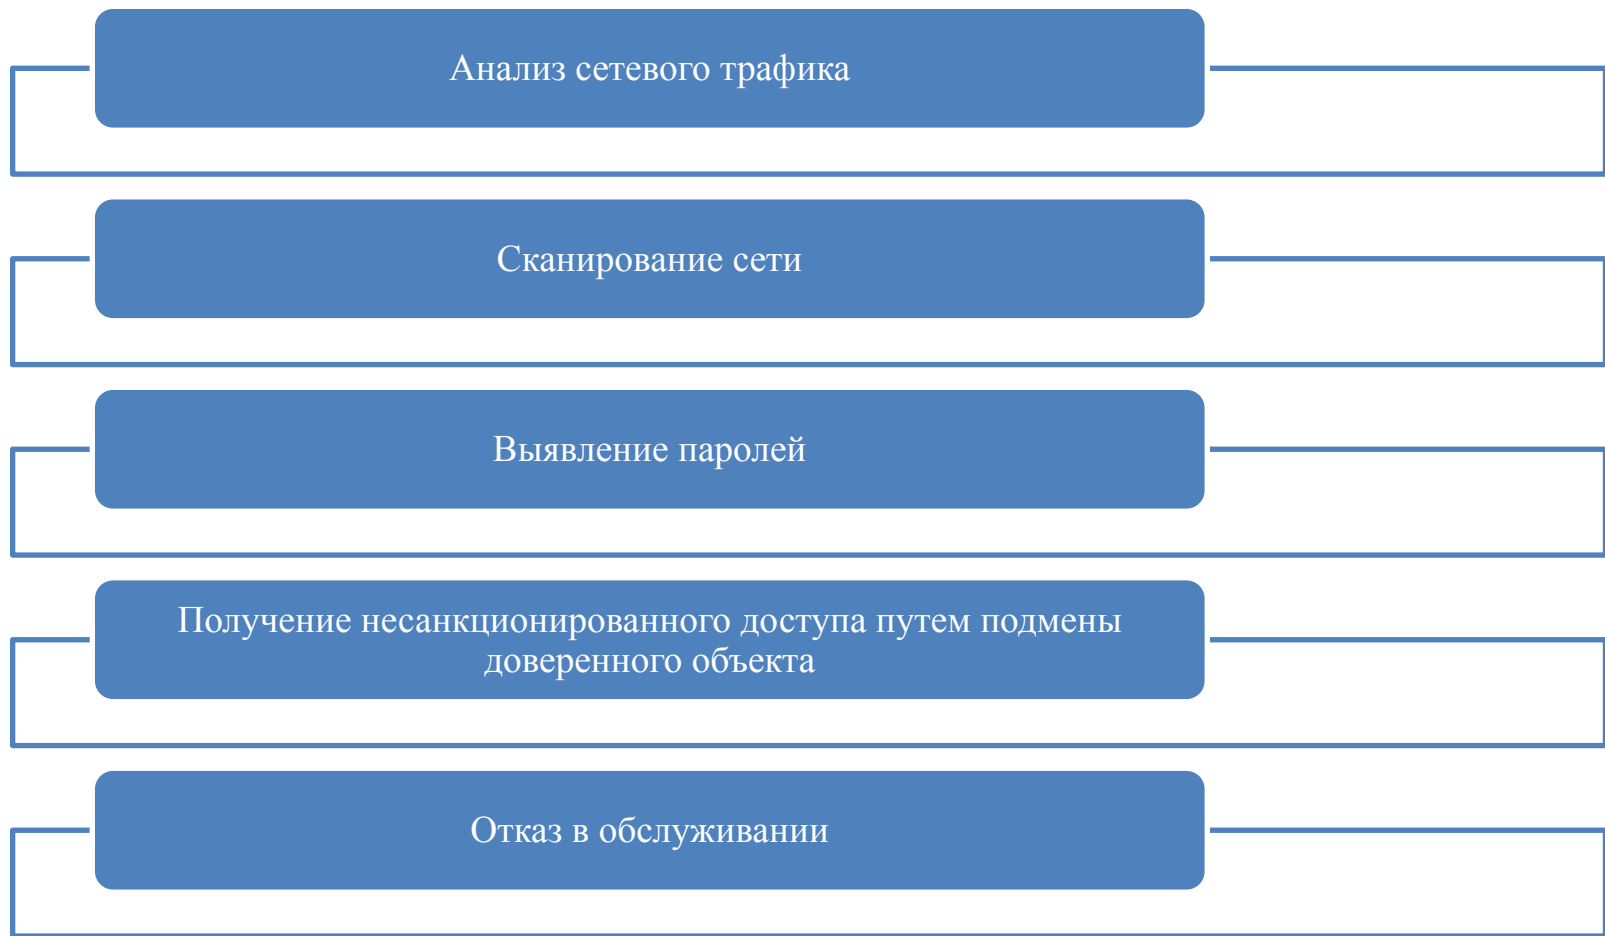 Анализ сетевого трафика
Сканирование сети
Выявление паролей
Получение несанкционированного доступа путем подмены
доверенного объекта
Отказ в обслуживании